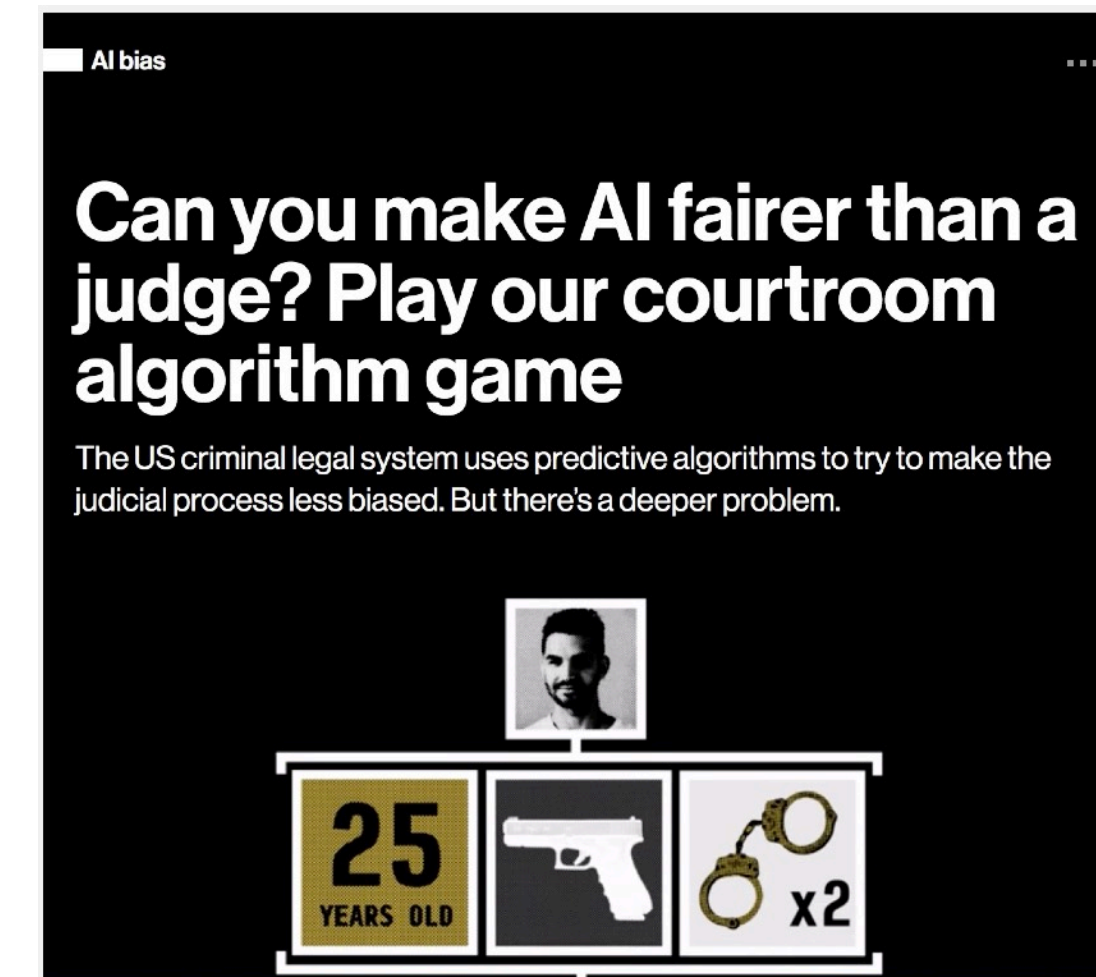 AI bias
Can you make AI fairer than a
judge? Play our courtroom
algorithm game
The US criminal legal system uses predictive algorithms to try to make the
judicial process less biased. But there’s a deeper problem.
25
YEARS OLD
x2